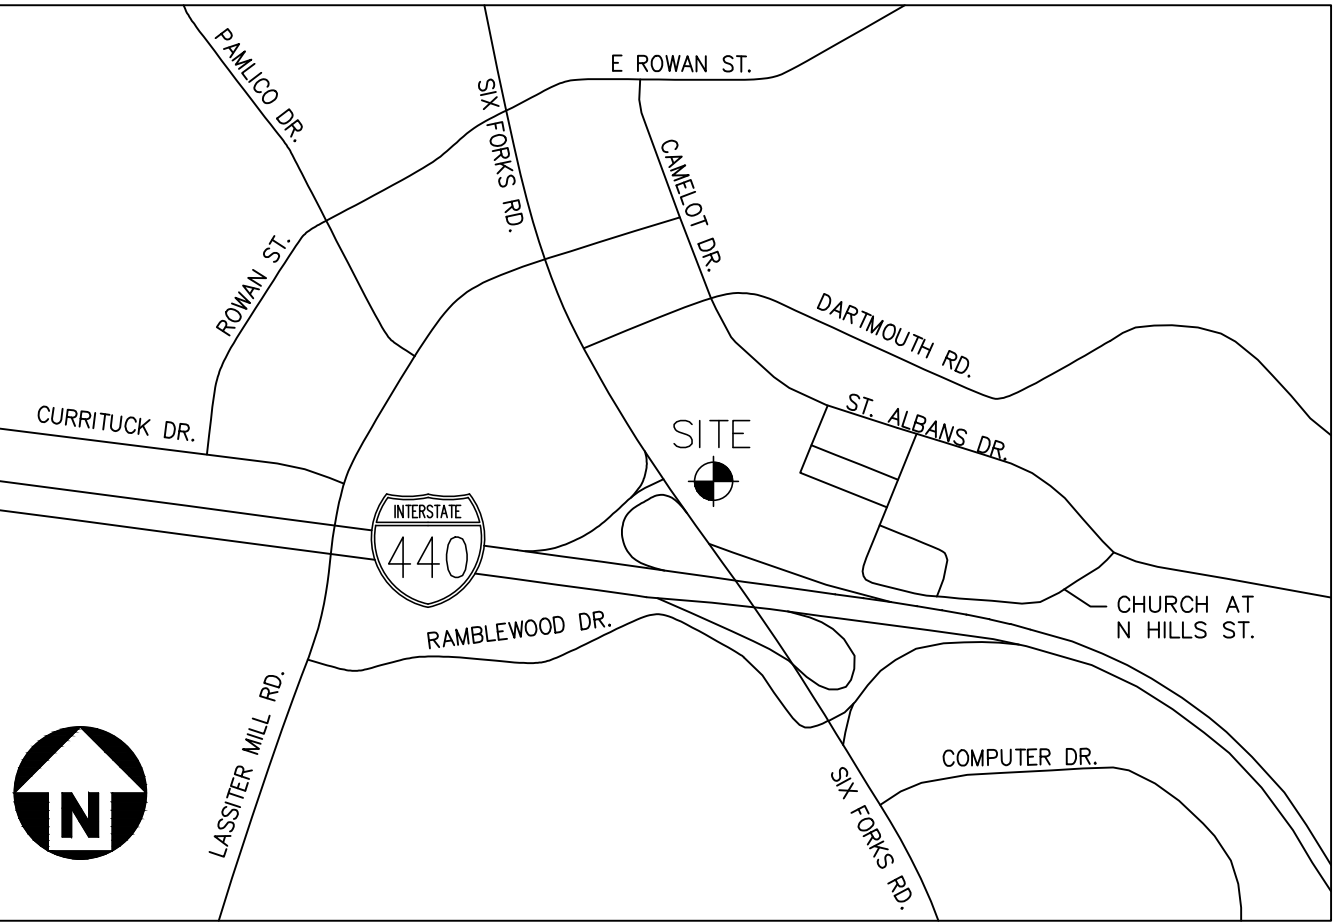 PAMLICO DR.
SIX FORKS RD.
E ROWAN ST.
CAMELOT DR.
ROWAN ST.
DARTMOUTH RD.
CURRITUCK DR.
ST. ALBANS DR.
SITE
INTERSTATE
440
CHURCH AT
N HILLS ST.
RAMBLEWOOD DR.
LASSITER MILL RD.
COMPUTER DR.
SIX FORKS RD.
N